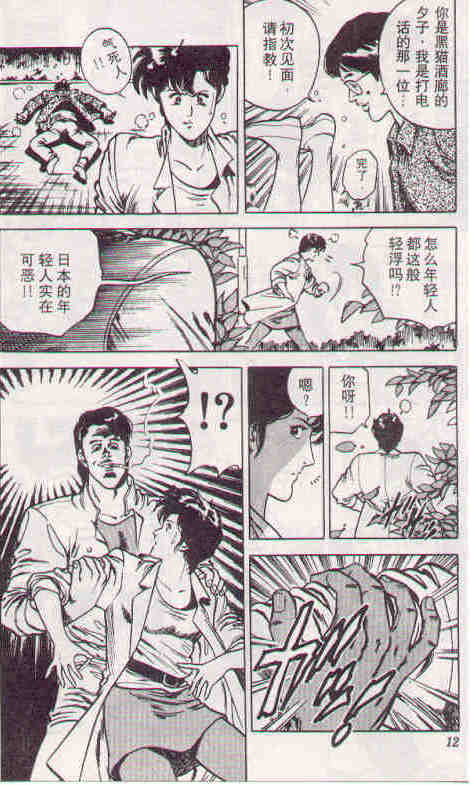 你是黑猫酒廊的
夕子·我是打电
话的那一位…
初次见面·
请指教!
气死人
!!
怎么年轻人
都这般
轻浮吗!?
日本的年
轻人实在
可恶!!
你呀!!
嗯?
!?
12